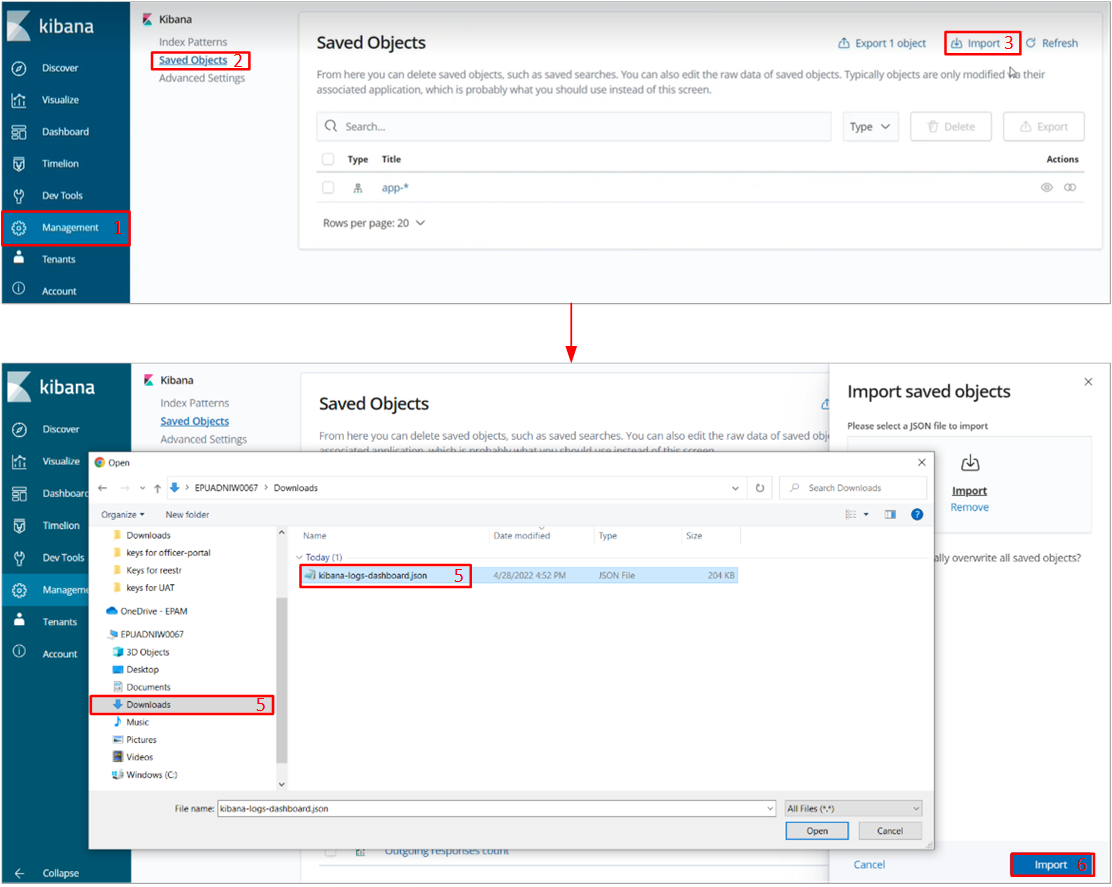 kibana
Discover
Visualize
Dashboard
Timelion
Dev Tools
Management 1
Tenants
Account
Kibana
Index Patterns
Saved Objects 2
Advanced Settings
Saved Objects
Export 1 object
Import 3
Refresh
From here you can delete saved objects, such as saved searches. You can also edit the raw data of saved objects. Typically objects are only modified via their
associated application, which is probably what you should use instead of this screen.
Search...
Type
Delete
Export
Type Title Actions
app-*
Rows per page: 20
kibana
Discover
Visualize
Dashboard
Timelion
Dev Tools
Manageme
Tenants
Account
Collapse
Kibana
Index Patterns
Saved Objects
Advanced Settings
Saved Objects
From here you can delete saved objects, such as saved searches. You can also edit the raw data of saved obje
associated application, which is probably what you should use instead of this screen.
Outgoing responses count
Open
EPUADNIW0067 > Downloads
Search Downloads
Organize New folder
Downloads
keys for officer-portal
Keys for reestr
keys for UAT
OneDrive - EPAM
EPUADNIW0067
3D Objects
Desktop
Documents
Downloads 5
Music
Pictures
Videos
Windows (C:)
Name Date modified Type Size
Today (1)
kibana-logs-dashboard.json 5 4/28/2022 4:52 PM JSON File 204 KB
File name: kibana-logs-dashboard.json
All Files (*.*)
Open Cancel
Import saved objects
Please select a JSON file to import
Import
Remove
ally overwrite all saved objects?
Cancel
Import 6